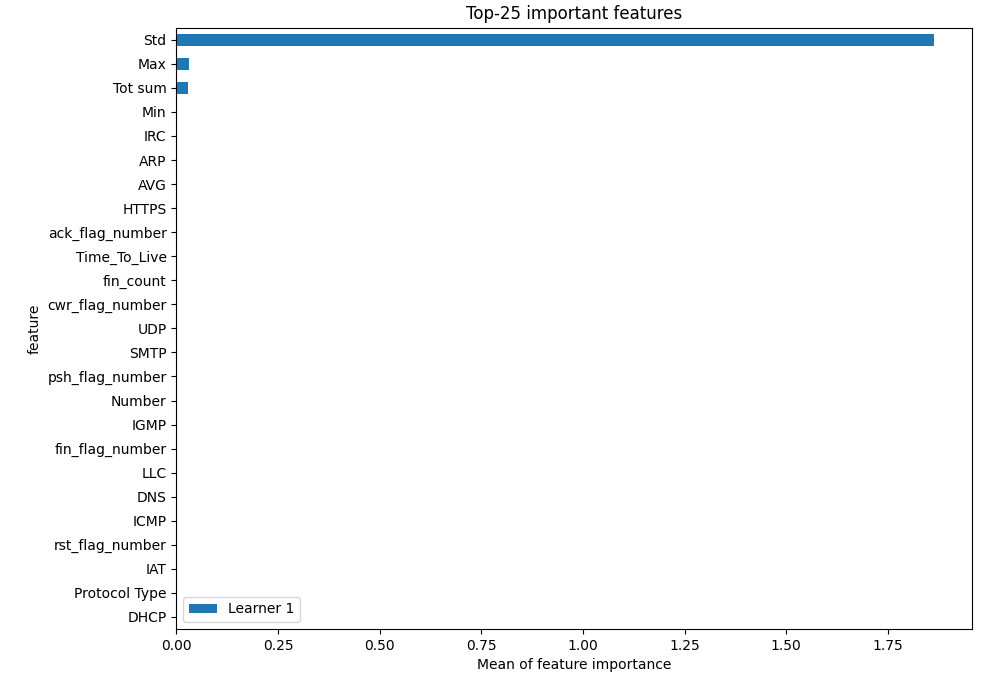 Top-25 important features
Std
Max
Tot sum
Min
IRC
ARP
AVG
HTTPS
ack_flag_number
Time_To_Live
fin_count
cwr_flag_number
UDP
SMTP
psh_flag_number
Number
IGMP
fin_flag_number
LLC
DNS
ICMP
rst_flag_number
IAT
Protocol Type
DHCP
feature
Learner 1
0.00 0.25 0.50 0.75 1.00 1.25 1.50 1.75
Mean of feature importance